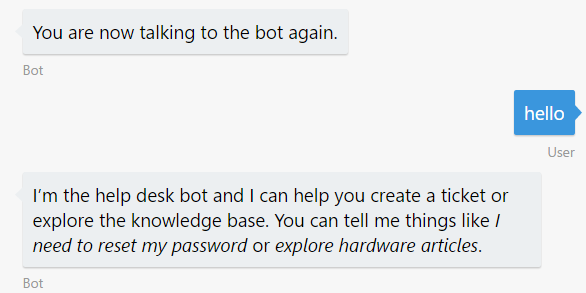 You are now talking to the bot again.
Bot
hello
User
I'm the help desk bot and I can help you create a ticket or
explore the knowledge base. You can tell me things like I
need to reset my password or explore hardware articles.
Bot